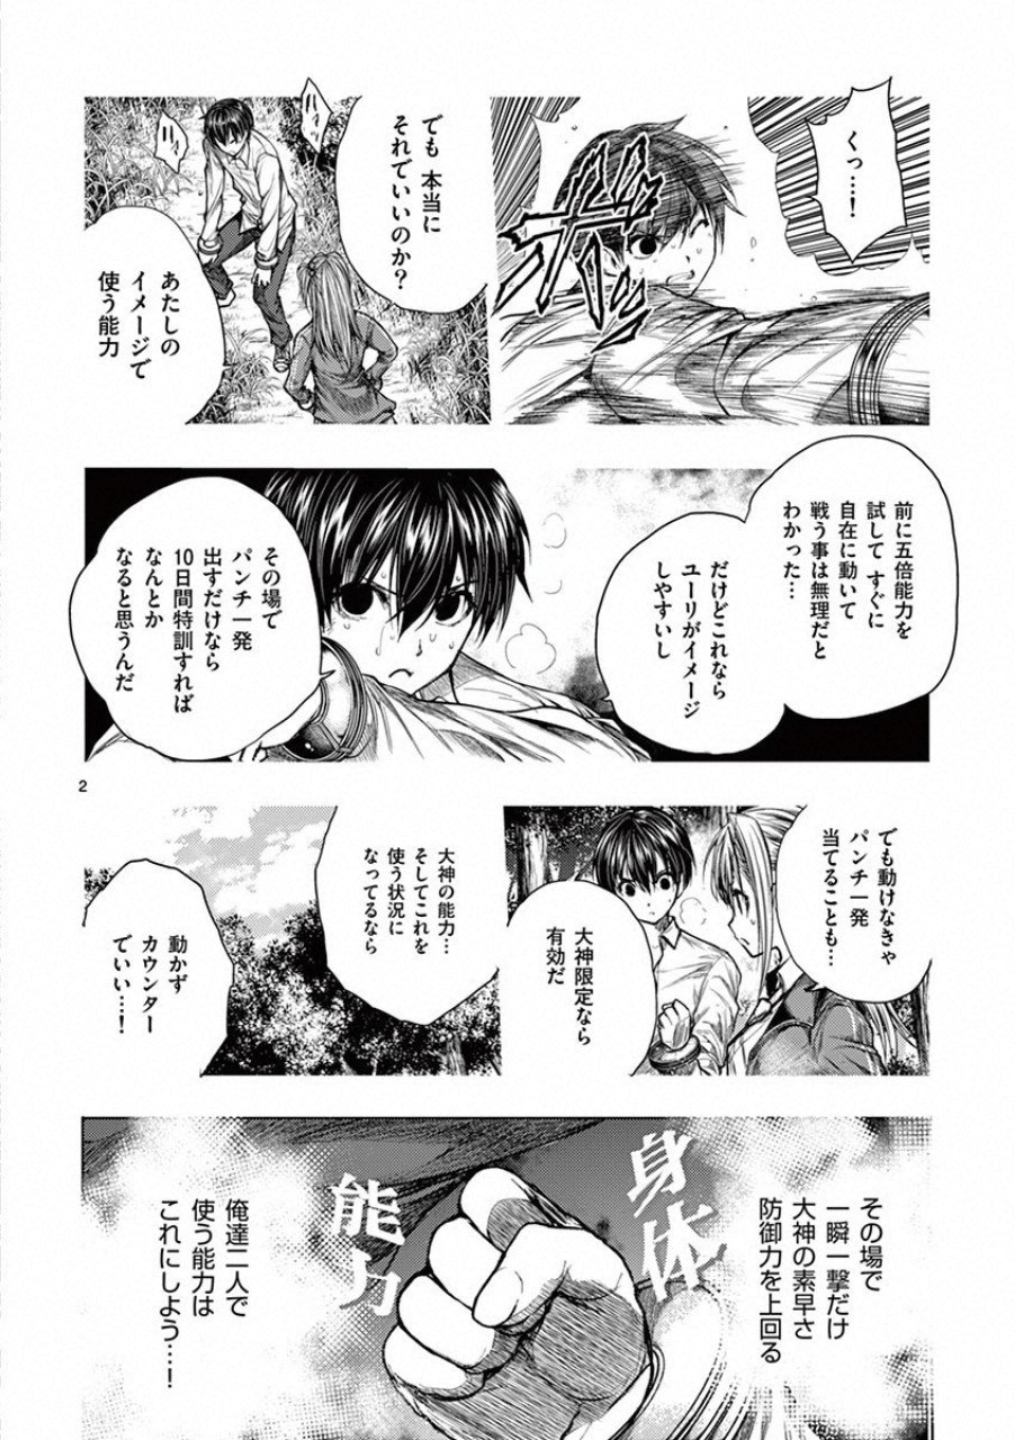 くっ…!
ボッ
でも 本当に
それでいいのか?
あたしの
イメージで
使う能力
前に五倍能力を
試して すぐに
自在に動いて
戦う事は無理だと
わかった…
だけどこれなら
ユーリがイメージ
しやすいし
その場で
パンチ一発
出すだけなら
10日間特訓すれば
なんとか
なると思うんだ
2
でも動けなきゃ
パンチ一発
当てることも…
大神限定なら
有効だ
大神の能力…
そしてこれを
使う状況に
なってるなら
動かず
カウンター
でいい…!
その場で
一瞬一撃だけ
大神の素早さ
防御力を上回る
身体
能力
俺達二人で
使う能力は
これにしよう…!